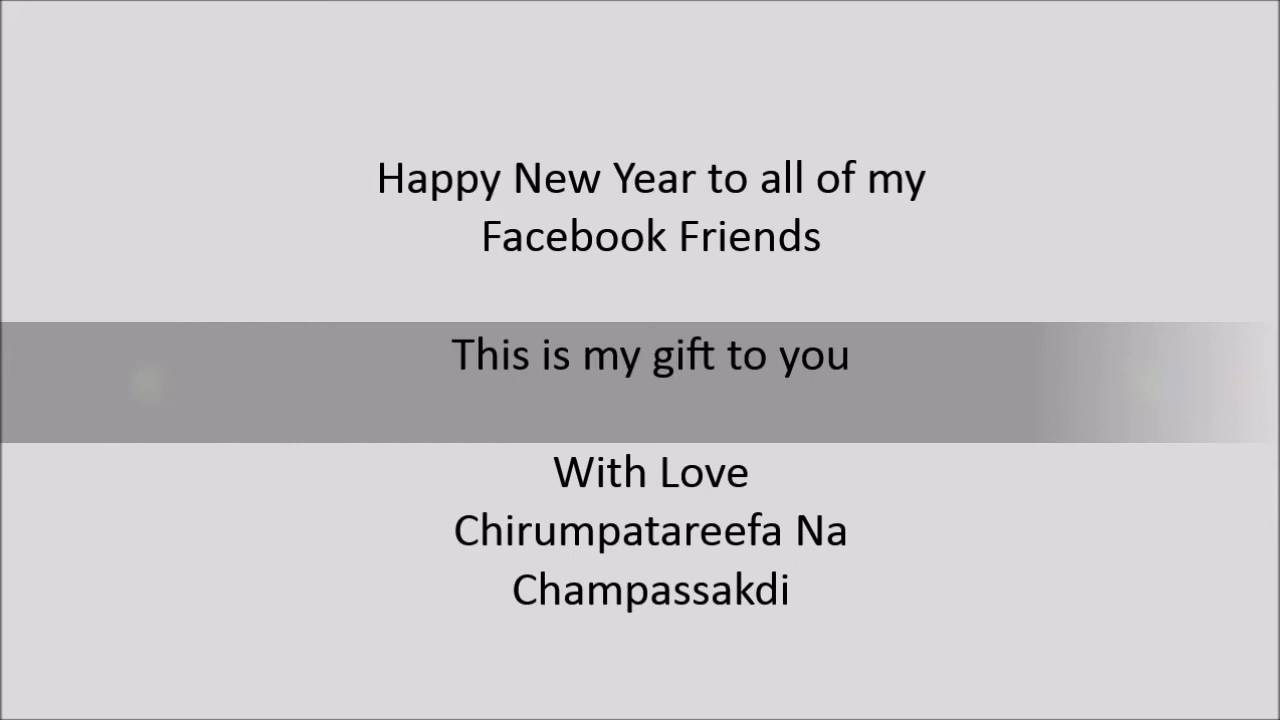 Happy New Year to all of my
Facebook Friends
This is my gift to you
With Love
Chirumpatareefa Na
Champassakdi